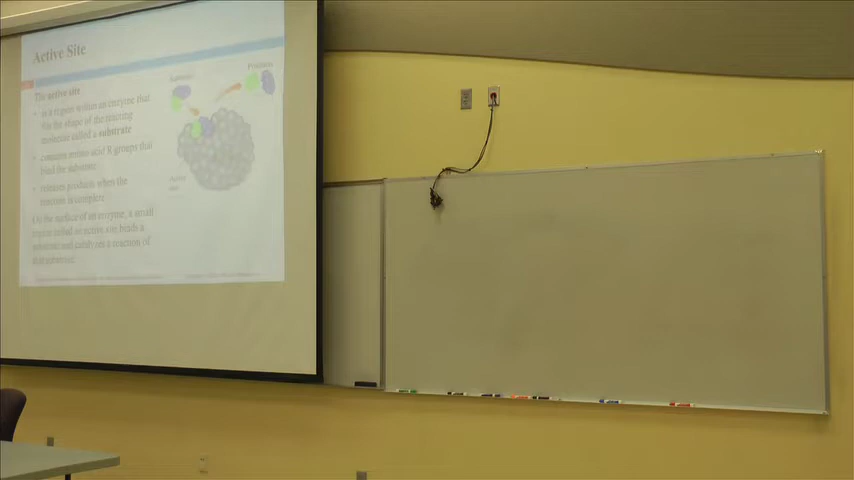 Active Site
Products
Substrate
The active site
• is a region within an enzyme that
fits the shape of the reacting
molecule called a substrate
• contains amino acid R groups that
bind the substrate
• releases products when the
reaction is complete
Active
site
On the surface of an enzyme, a small
region called an active site binds a
substrate and catalyzes a reaction of
that substrate.